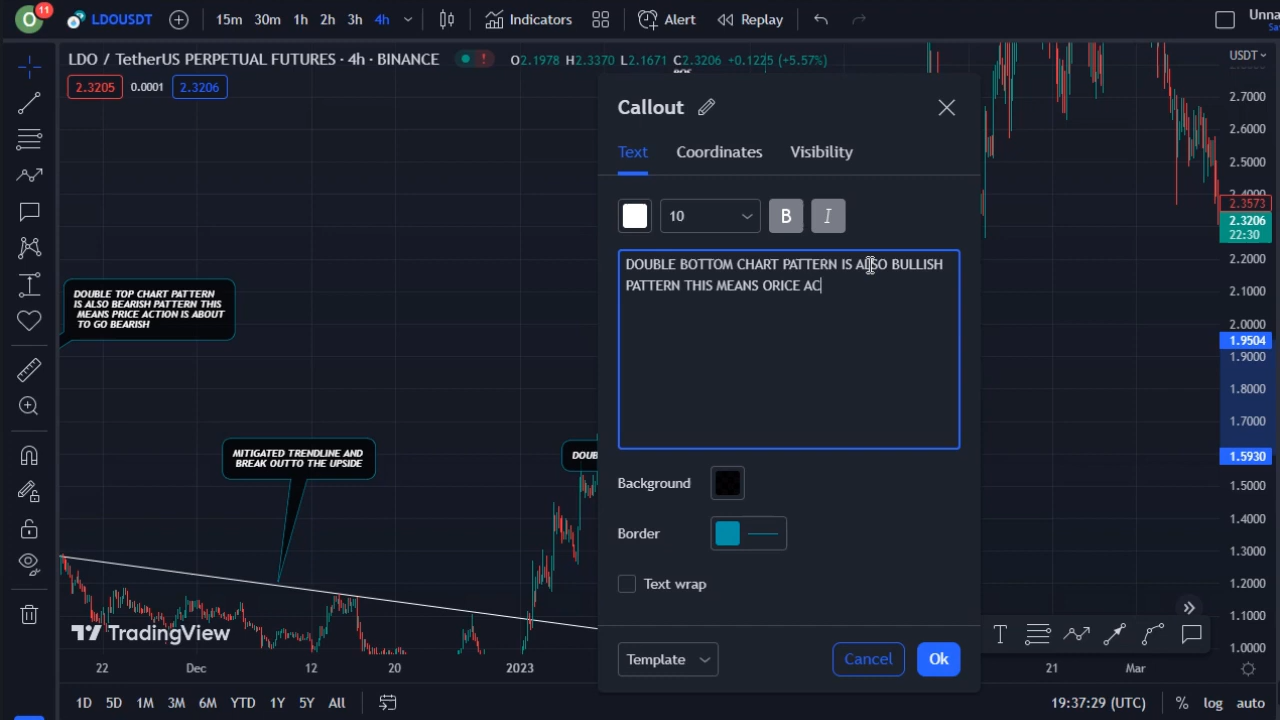 O
11
LDOUSDT
15m 30m 1h 2h 3h 4h
Indicators
Alert
Replay
Unna
LDO / TetherUS PERPETUAL FUTURES · 4h · BINANCE
O2.1978 H2.3370 L2.1671 C2.3206 +0.1225 (+5.57%)
2.3205 0.0001 2.3206
USDT
2.7000
2.6000
2.5000
2.4000
2.3573
2.3206
22:30
2.2000
2.1000
2.0000
1.9504
1.9000
1.8000
1.7000
1.5930
1.5000
1.4000
1.3000
1.2000
1.1000
1.0000
Callout
Text Coordinates Visibility
10 B I
DOUBLE BOTTOM CHART PATTERN IS ALSO BULLISH
PATTERN THIS MEANS ORICE AC
Background
Border
Text wrap
Template Cancel Ok
DOUBLE TOP CHART PATTERN
IS ALSO BEARISH PATTERN THIS
MEANS PRICE ACTION IS ABOUT
TO GO BEARISH
MITIGATED TRENDLINE AND
BREAK OUTTO THE UPSIDE
DOUB
TradingView
T
22 Dec 12 20 2023 21 Mar
1D 5D 1M 3M 6M YTD 1Y 5Y All
19:37:29 (UTC) % log auto